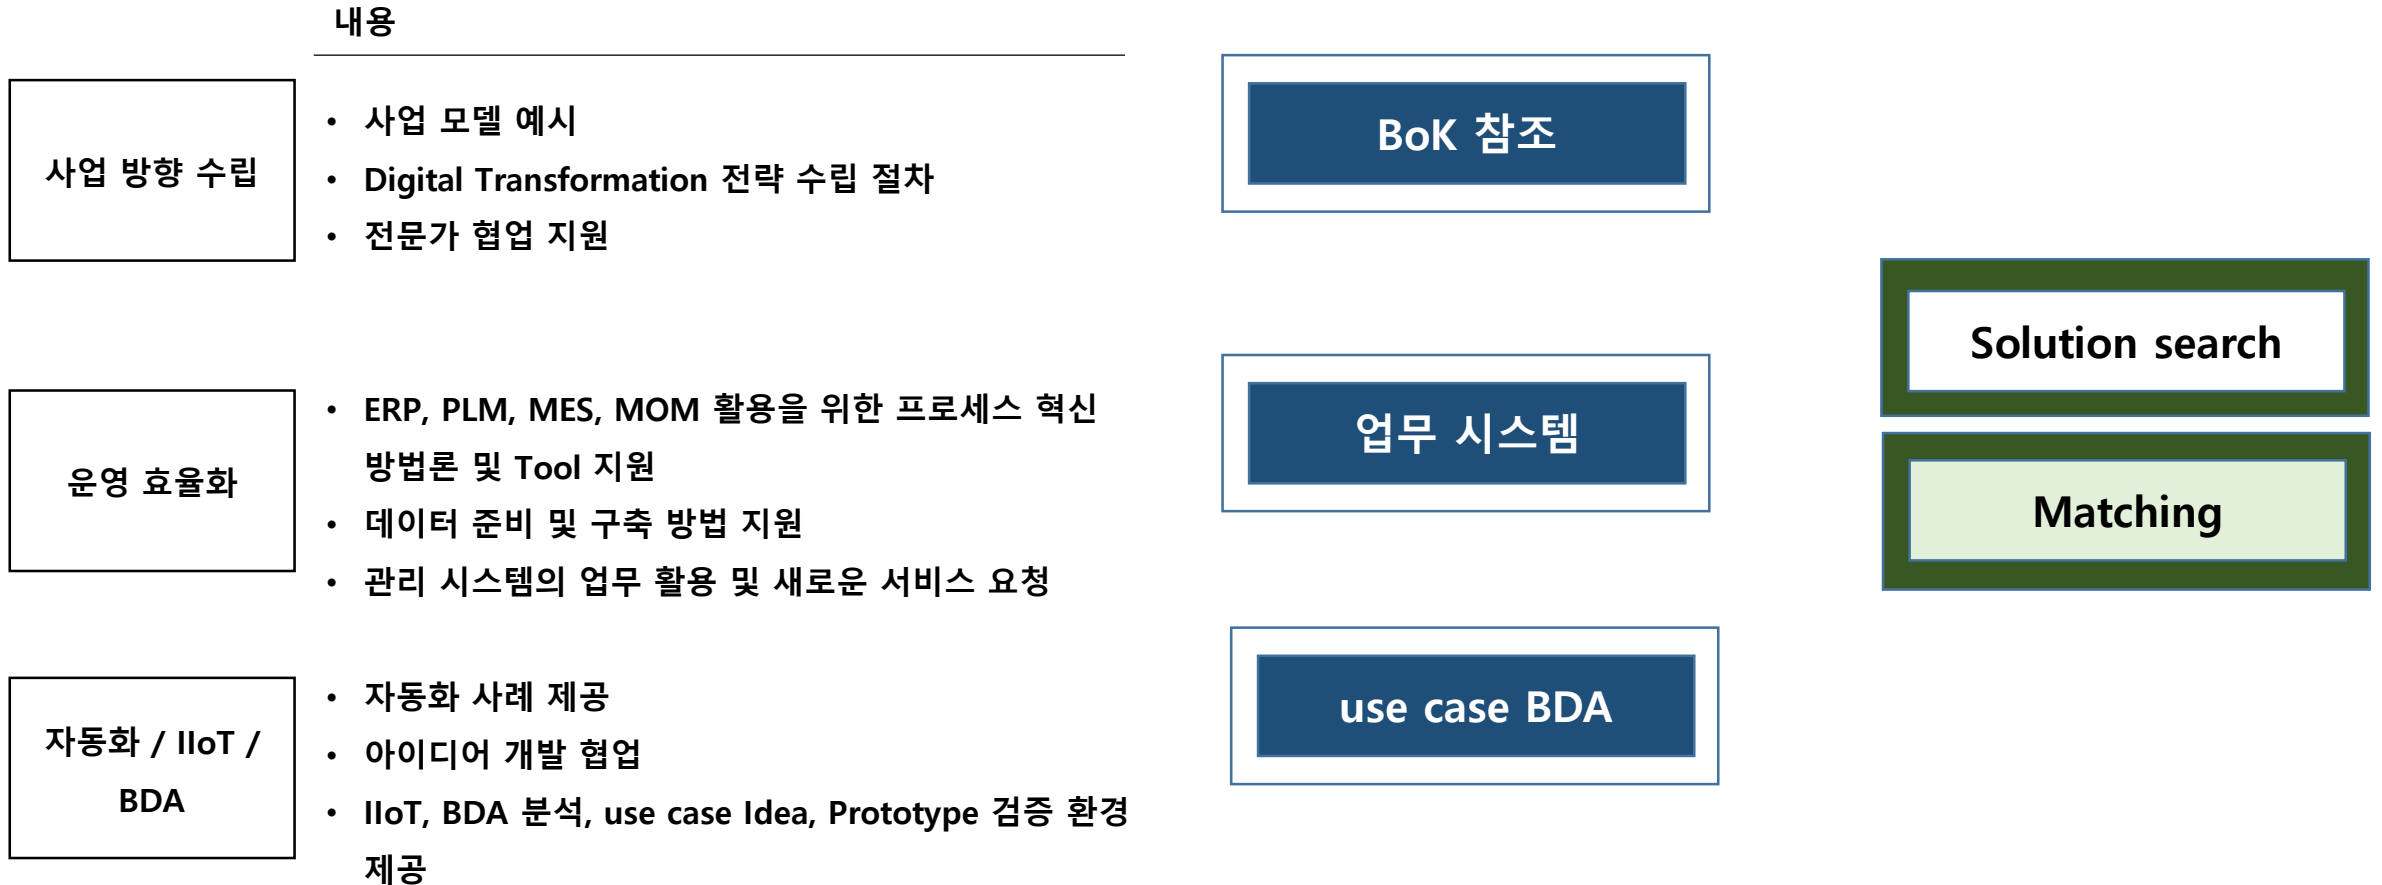 내용
사업 방향 수립
• 사업 모델 예시
• Digital Transformation 전략 수립 절차
• 전문가 협업 지원
BoK 참조
운영 효율화
• ERP, PLM, MES, MOM 활용을 위한 프로세스 혁신
방법론 및 Tool 지원
• 데이터 준비 및 구축 방법 지원
• 관리 시스템의 업무 활용 및 새로운 서비스 요청
업무 시스템
자동화 / IIoT /
BDA
• 자동화 사례 제공
• 아이디어 개발 협업
• IIoT, BDA 분석, use case Idea, Prototype 검증 환경
제공
use case BDA
Solution search
Matching